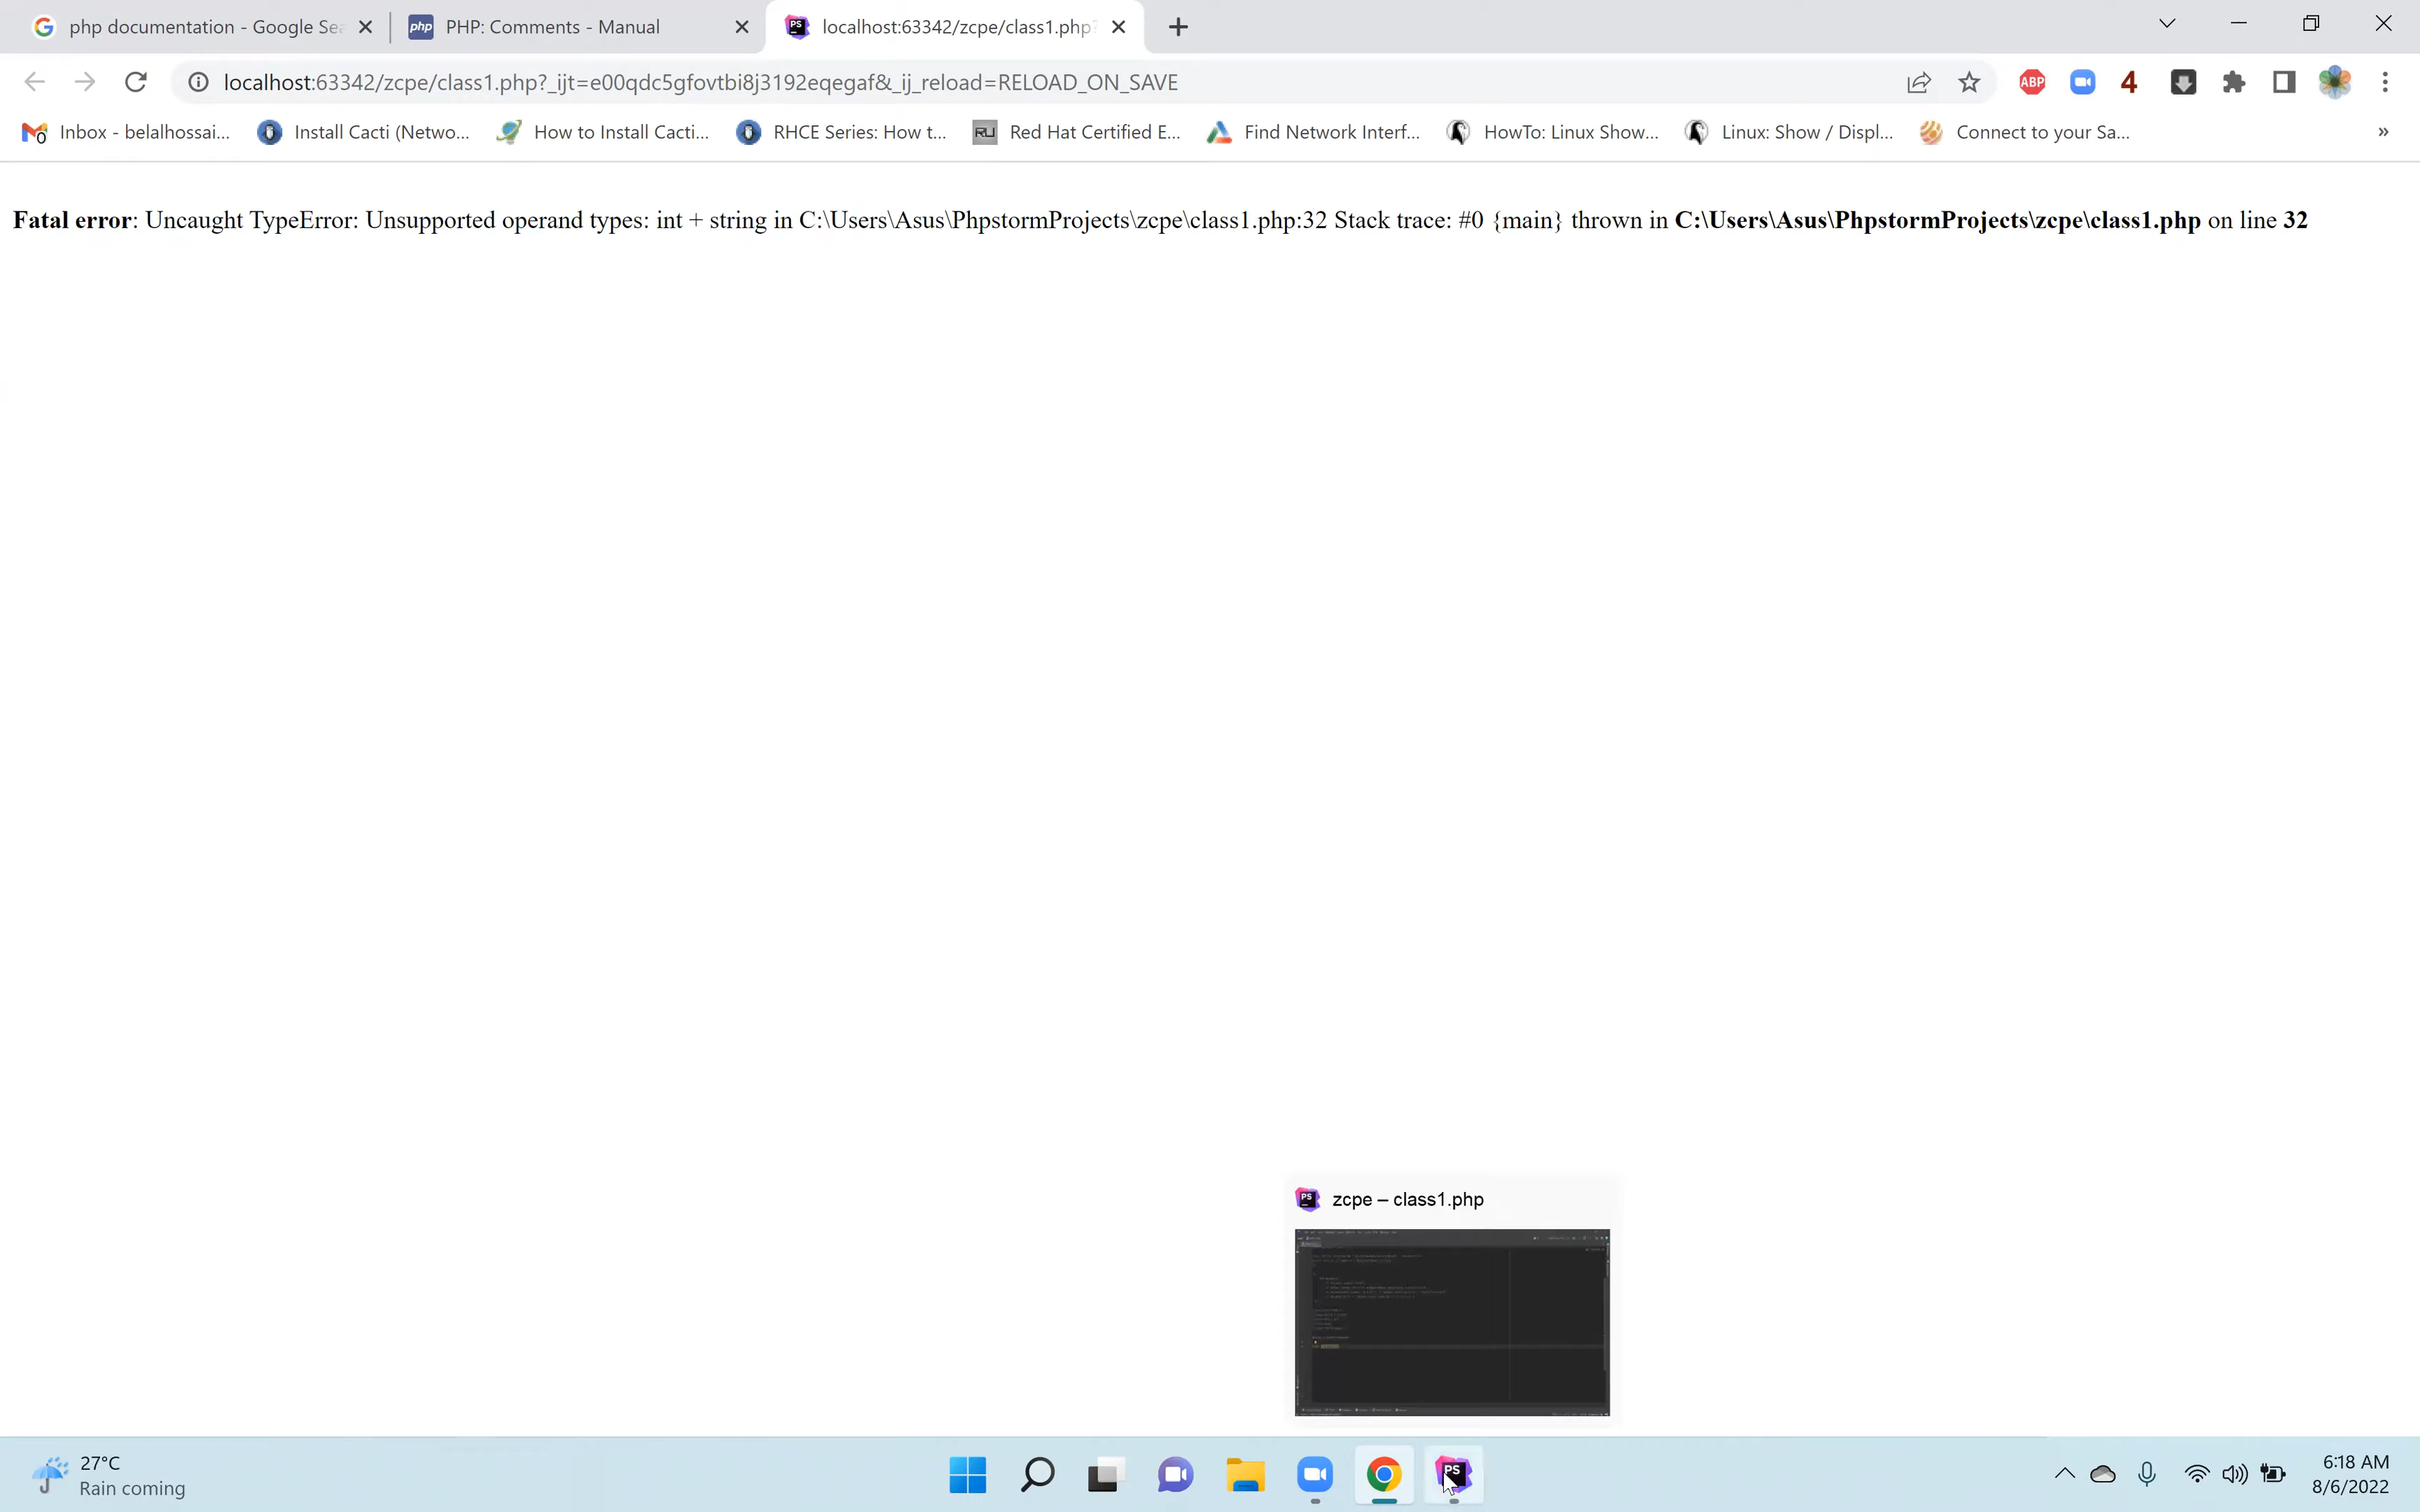 php documentation - Google Sea
PHP: Comments - Manual
localhost:63342/zcpe/class1.php?
localhost:63342/zcpe/class1.php?_ijt=e00qdc5gfovtbi8j3192eqegaf&_ij_reload=RELOAD_ON_SAVE
Inbox - belalhossai...
Install Cacti (Netwo...
How to Install Cacti...
RHCE Series: How t...
Red Hat Certified E...
Find Network Interf...
HowTo: Linux Show...
Linux: Show / Displ...
Connect to your Sa...
»
Fatal error: Uncaught TypeError: Unsupported operand types: int + string in C:\Users\Asus\PhpstormProjects\zcpe\class1.php:32 Stack trace: #0 {main} thrown in C:\Users\Asus\PhpstormProjects\zcpe\class1.php on line 32
zcpe – class1.php
27°C
Rain coming
6:18 AM
8/6/2022